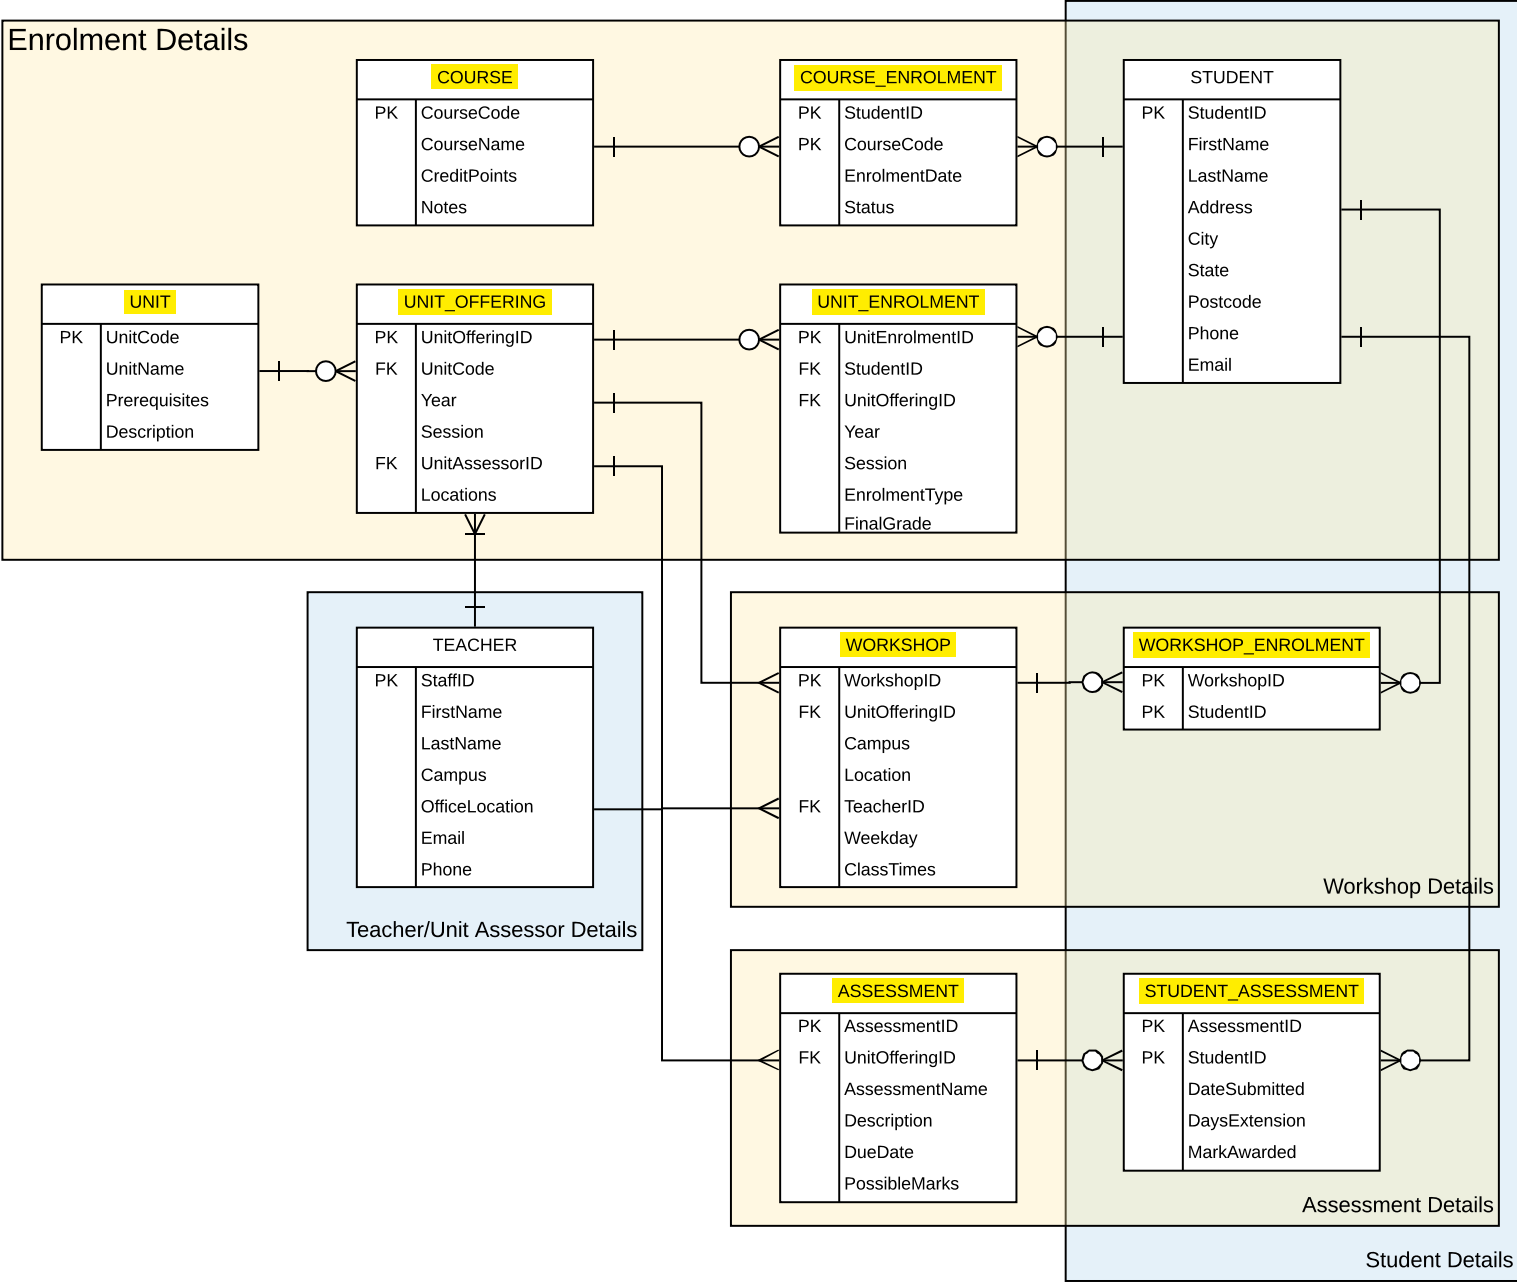 Enrolment Details
COURSE
PK CourseCode
CourseName
CreditPoints
Notes
COURSE_ENROLMENT
PK StudentID
PK CourseCode
EnrolmentDate
Status
STUDENT
PK StudentID
FirstName
LastName
Address
City
State
Postcode
Phone
Email
UNIT
PK UnitCode
UnitName
Prerequisites
Description
UNIT_OFFERING
PK UnitOfferingID
FK UnitCode
Year
Session
FK UnitAssessorID
Locations
UNIT_ENROLMENT
PK UnitEnrolmentID
FK StudentID
FK UnitOfferingID
Year
Session
EnrolmentType
FinalGrade
TEACHER
PK StaffID
FirstName
LastName
Campus
OfficeLocation
Email
Phone
Teacher/Unit Assessor Details
WORKSHOP
PK WorkshopID
FK UnitOfferingID
Campus
Location
FK TeacherID
Weekday
ClassTimes
WORKSHOP_ENROLMENT
PK WorkshopID
PK StudentID
Workshop Details
ASSESSMENT
PK AssessmentID
FK UnitOfferingID
AssessmentName
Description
DueDate
PossibleMarks
STUDENT_ASSESSMENT
PK AssessmentID
PK StudentID
DateSubmitted
DaysExtension
MarkAwarded
Assessment Details
Student Details